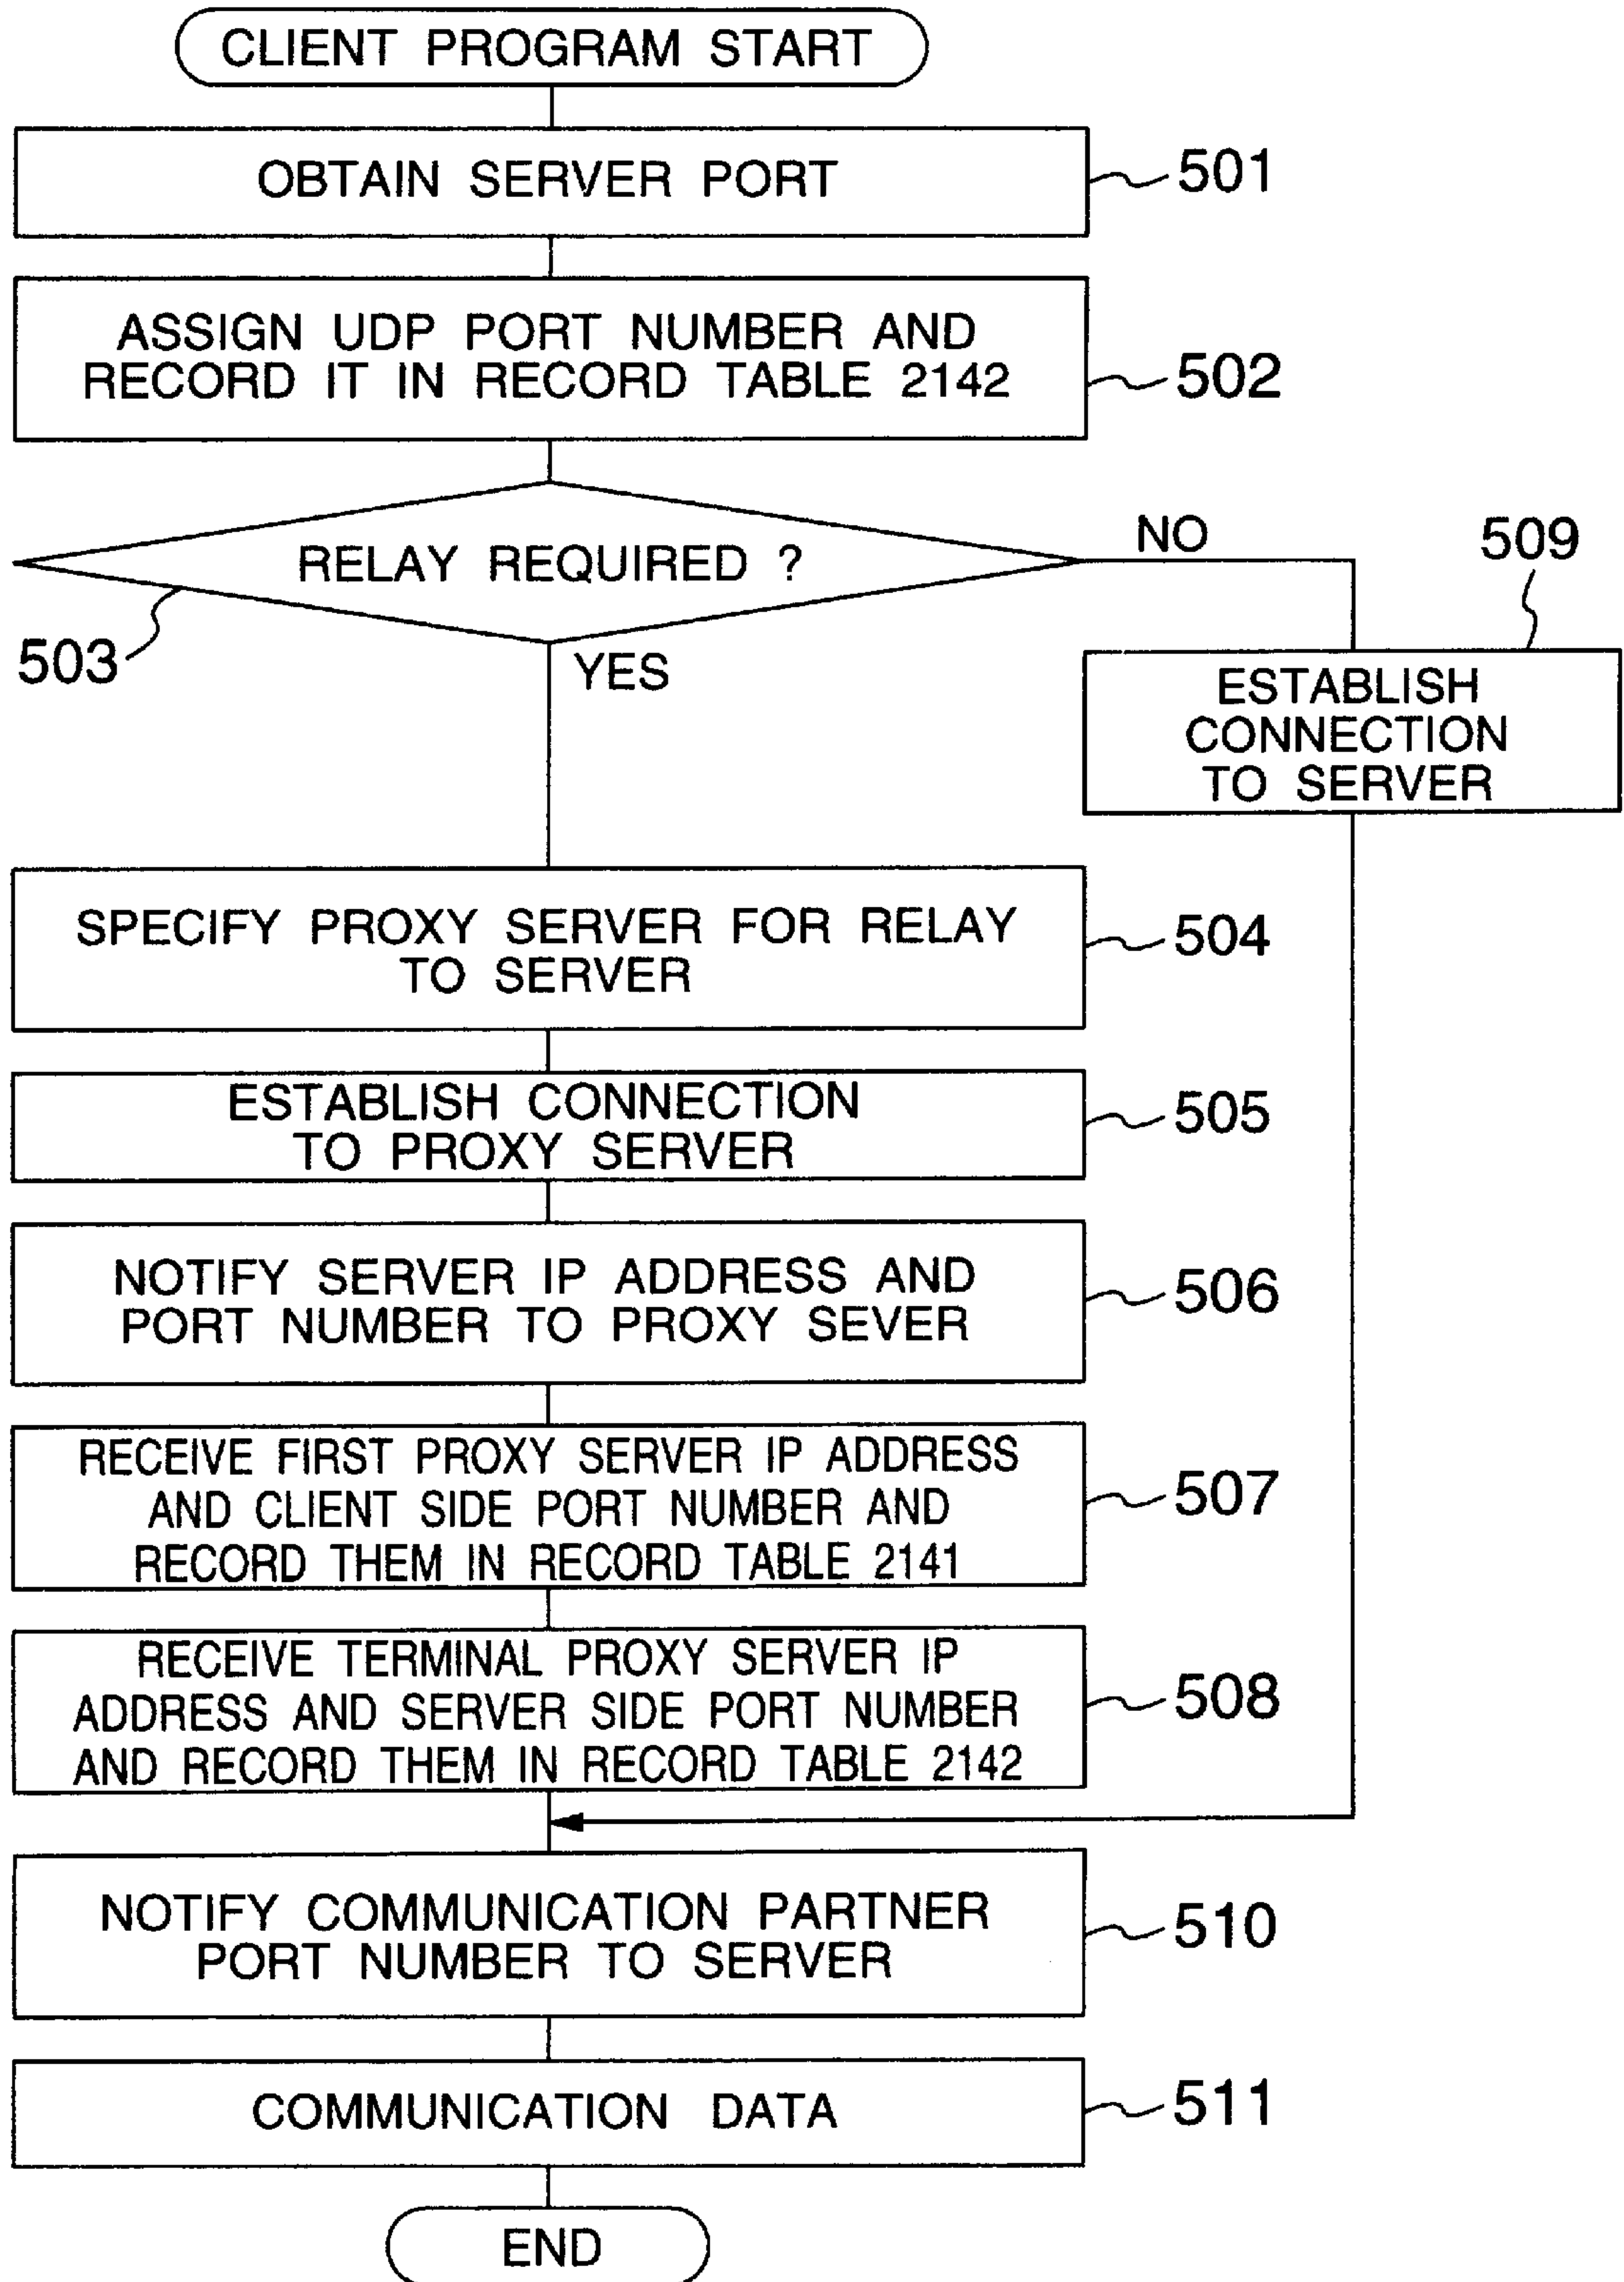 CLIENT PROGRAM START
OBTAIN SERVER PORT
501
ASSIGN UDP PORT NUMBER AND
RECORD IT IN RECORD TABLE 2142
502
RELAY REQUIRED ?
NO
509
503
YES
ESTABLISH
CONNECTION
TO SERVER
SPECIFY PROXY SERVER FOR RELAY
TO SERVER
504
ESTABLISH CONNECTION
TO PROXY SERVER
505
NOTIFY SERVER IP ADDRESS AND
PORT NUMBER TO PROXY SEVER
506
RECEIVE FIRST PROXY SERVER IP ADDRESS
AND CLIENT SIDE PORT NUMBER AND
RECORD THEM IN RECORD TABLE 2141
507
RECEIVE TERMINAL PROXY SERVER IP
ADDRESS AND SERVER SIDE PORT NUMBER
AND RECORD THEM IN RECORD TABLE 2142
508
NOTIFY COMMUNICATION PARTNER
PORT NUMBER TO SERVER
510
COMMUNICATION DATA
511
END